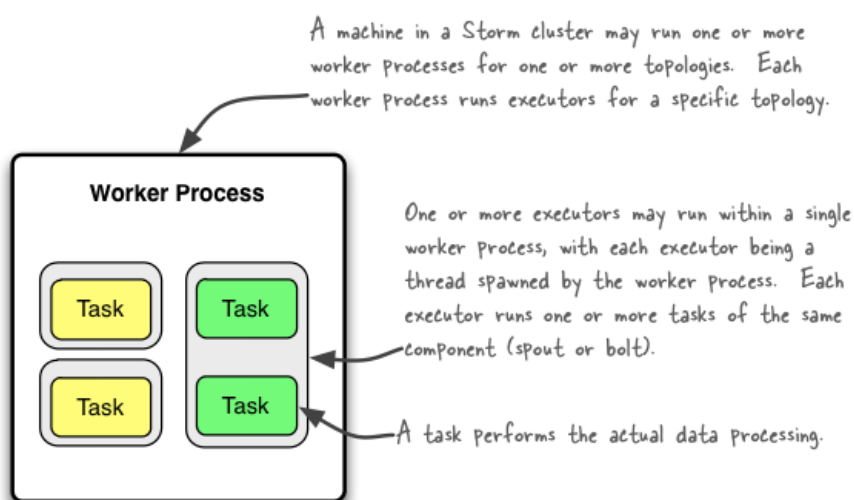 A machine in a Storm cluster may run one or more
worker processes for one or more topologies. Each
worker process runs executors for a specific topology.
Worker Process
One or more executors may run within a single
worker process, with each executor being a
thread spawned by the worker process. Each
executor runs one or more tasks of the same
component (spout or bolt).
Task
Task
Task
Task
A task performs the actual data processing.